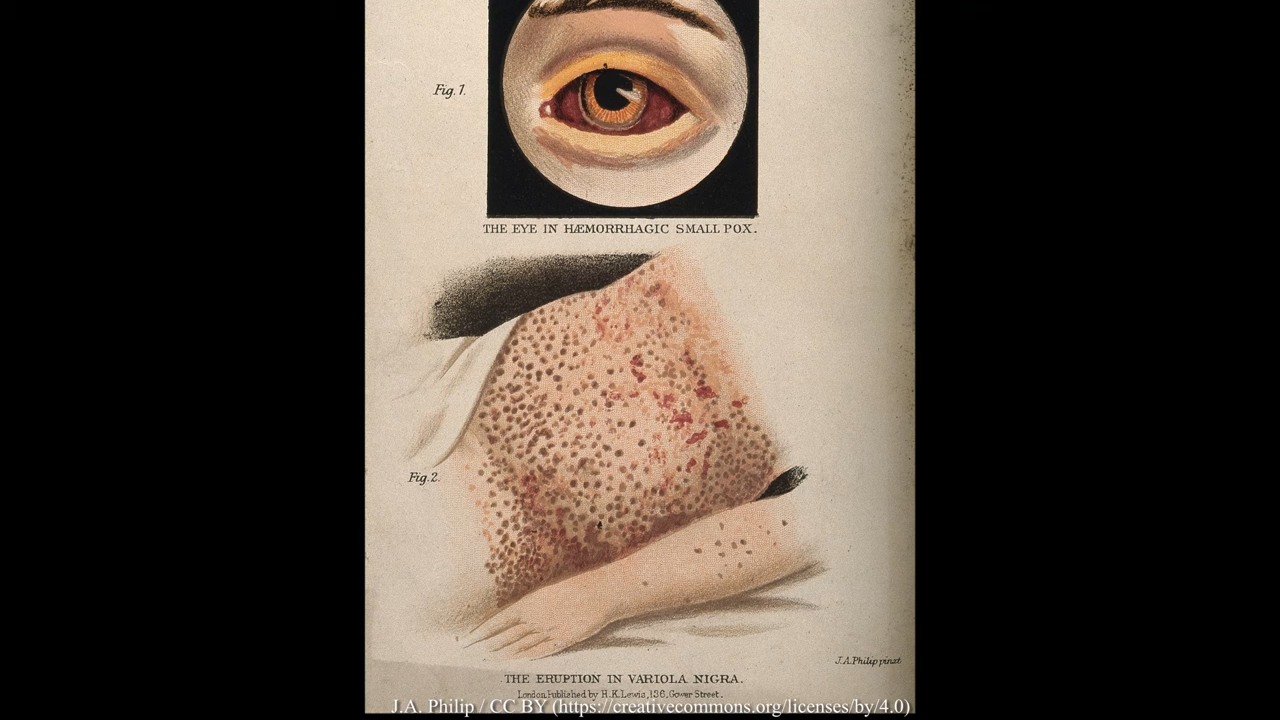 Fig. 1.
THE EYE IN HÆMORRHAGIC SMALL POX.
Fig. 2.
J.A. Philip pinxt
THE ERUPTION IN VARIOLA NIGRA.
London. Published by H.K. Lewis, 136, Gower Street.
J.A. Philip / CC BY (https://creativecommons.org/licenses/by/4.0)